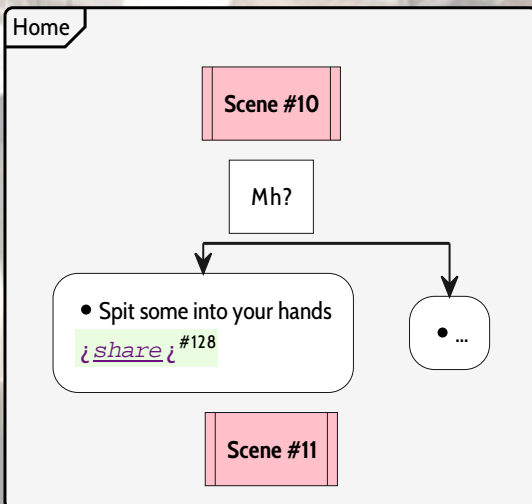 Home
Scene #10
Mh?
• Spit some into your hands
¿share¿#128
• ...
Scene #11